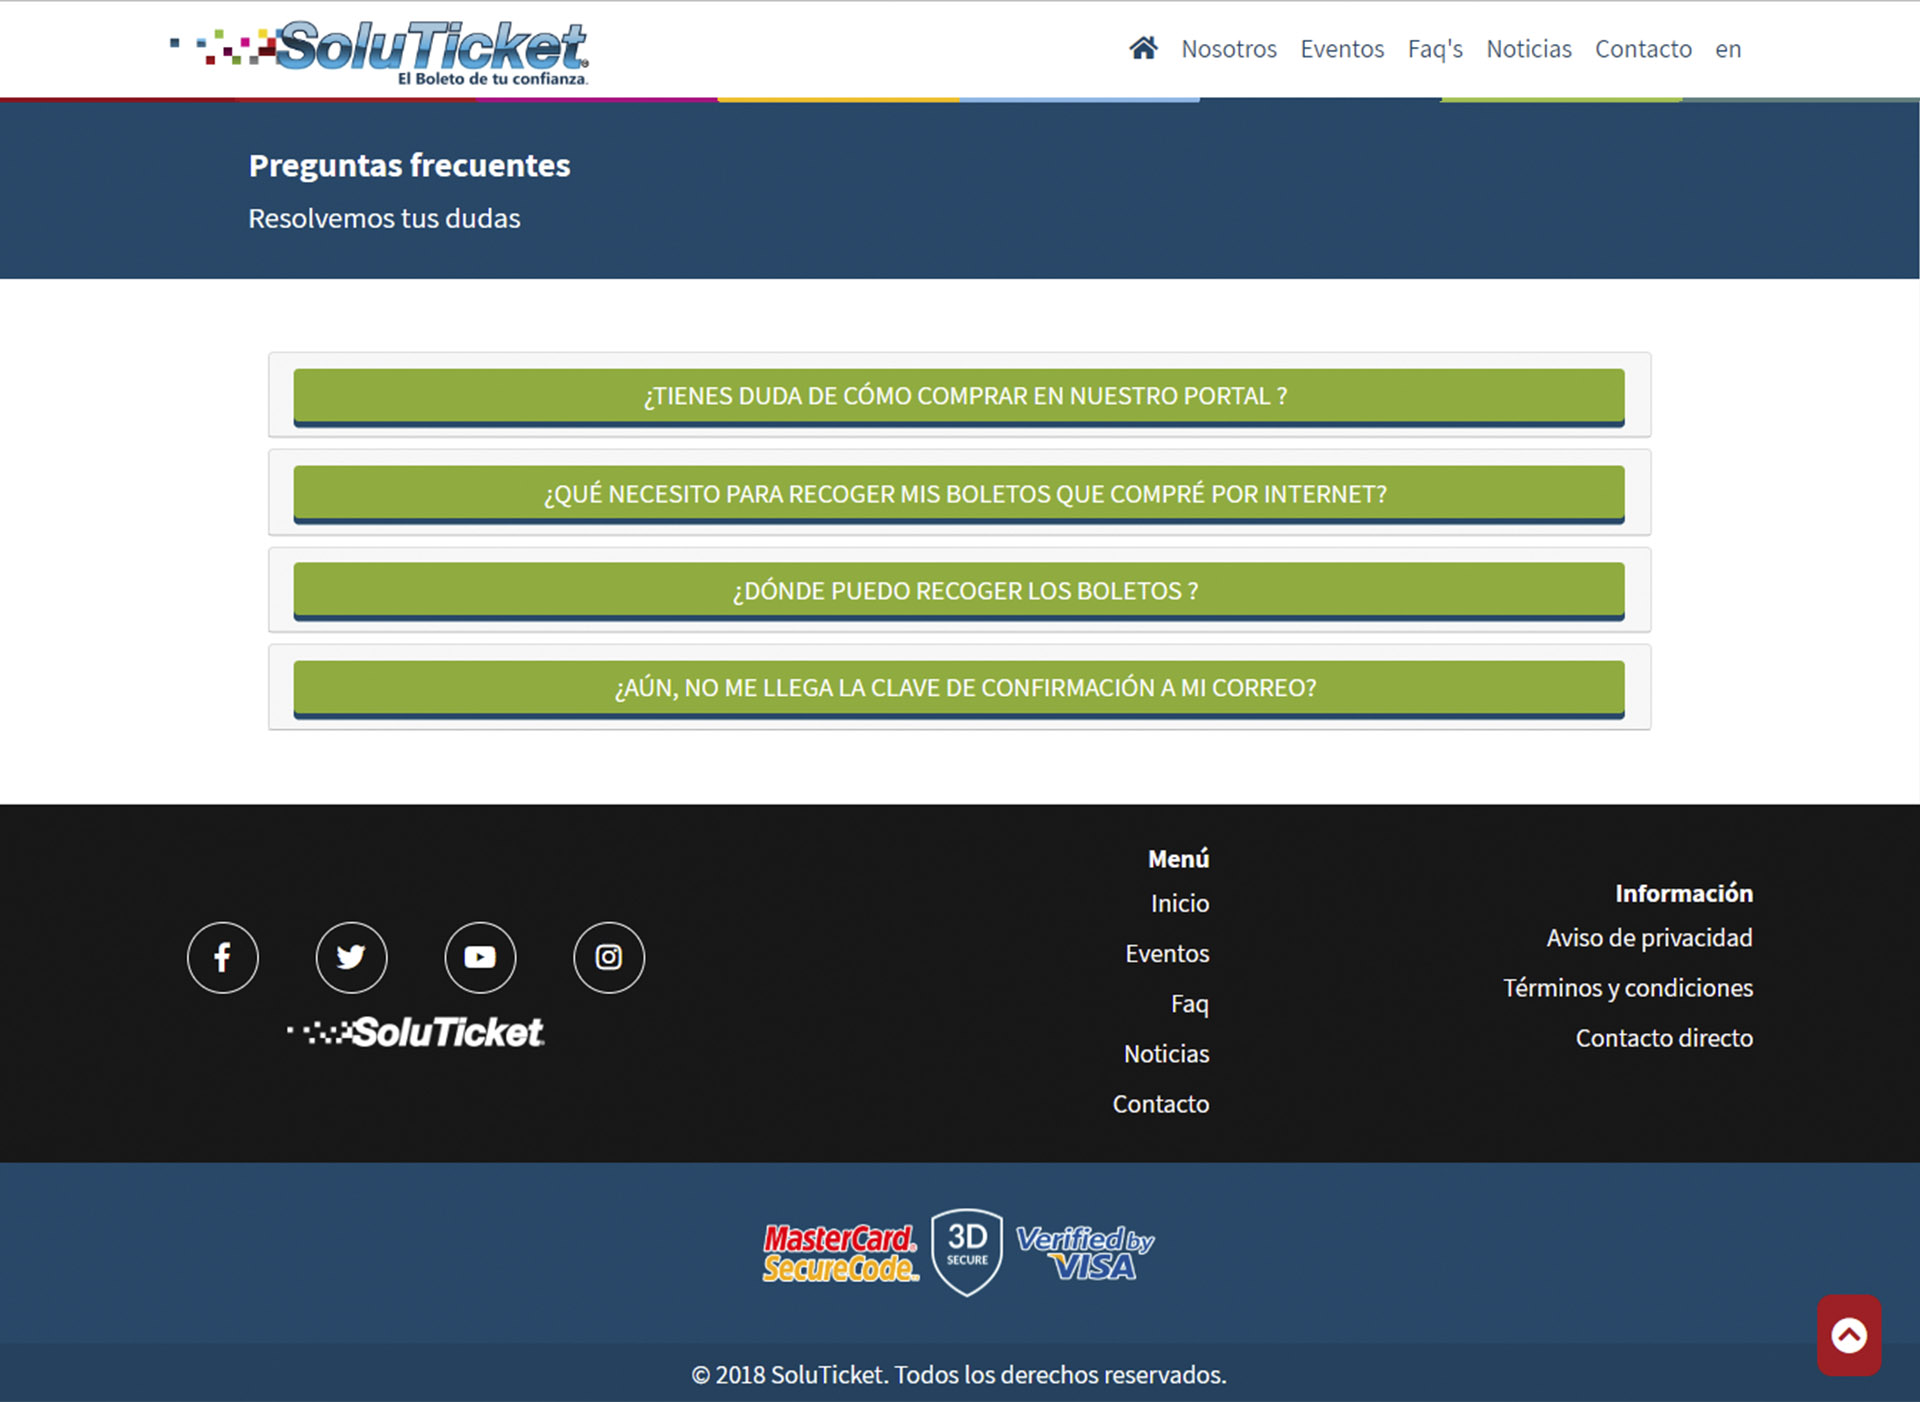 SoluTicket®
El Boleto de tu confianza.
Nosotros Eventos Faq's Noticias Contacto en
Preguntas frecuentes
Resolvemos tus dudas
¿TIENES DUDA DE CÓMO COMPRAR EN NUESTRO PORTAL ?
¿QUÉ NECESITO PARA RECOGER MIS BOLETOS QUE COMPRÉ POR INTERNET?
¿DÓNDE PUEDO RECOGER LOS BOLETOS ?
¿AÚN, NO ME LLEGA LA CLAVE DE CONFIRMACIÓN A MI CORREO?
SoluTicket
Menú
Inicio
Eventos
Faq
Noticias
Contacto
Información
Aviso de privacidad
Términos y condiciones
Contacto directo
MasterCard.
SecureCode™
3D
SECURE
Verified by
VISA
© 2018 SoluTicket. Todos los derechos reservados.